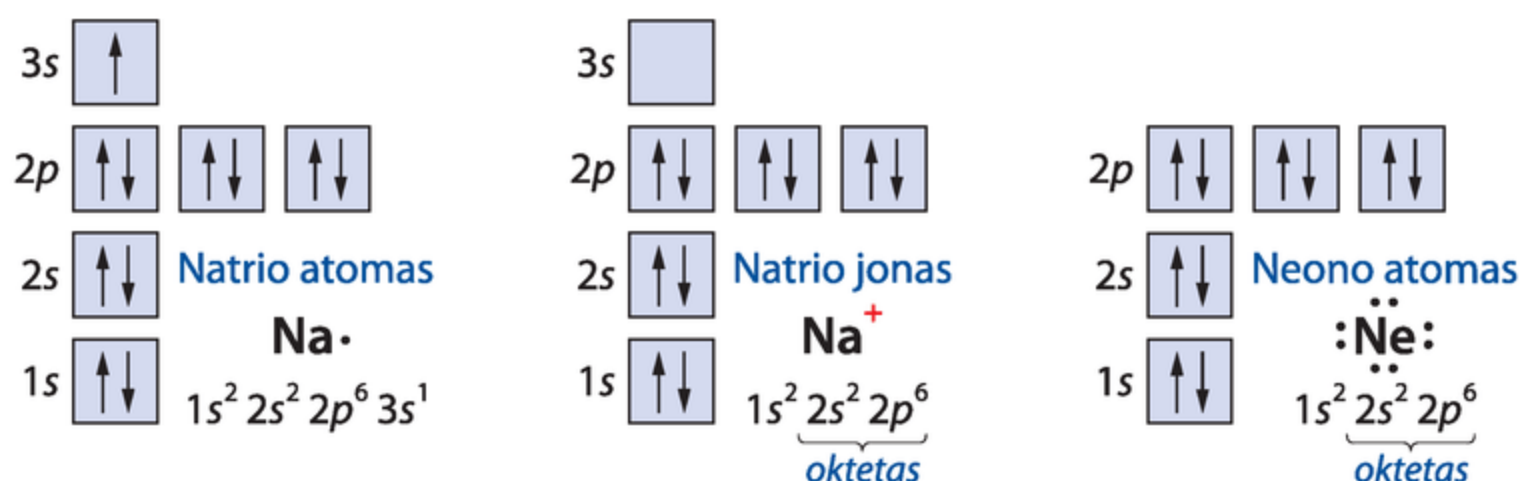 3s
2p
2s
1s
Natrio atomas
Na·
1s² 2s² 2p⁶ 3s¹
3s
2p
2s
1s
Natrio jonas
Na⁺
1s² 2s² 2p⁶
oktetas
2p
2s
1s
Neono atomas
:Ne:
1s² 2s² 2p⁶
oktetas